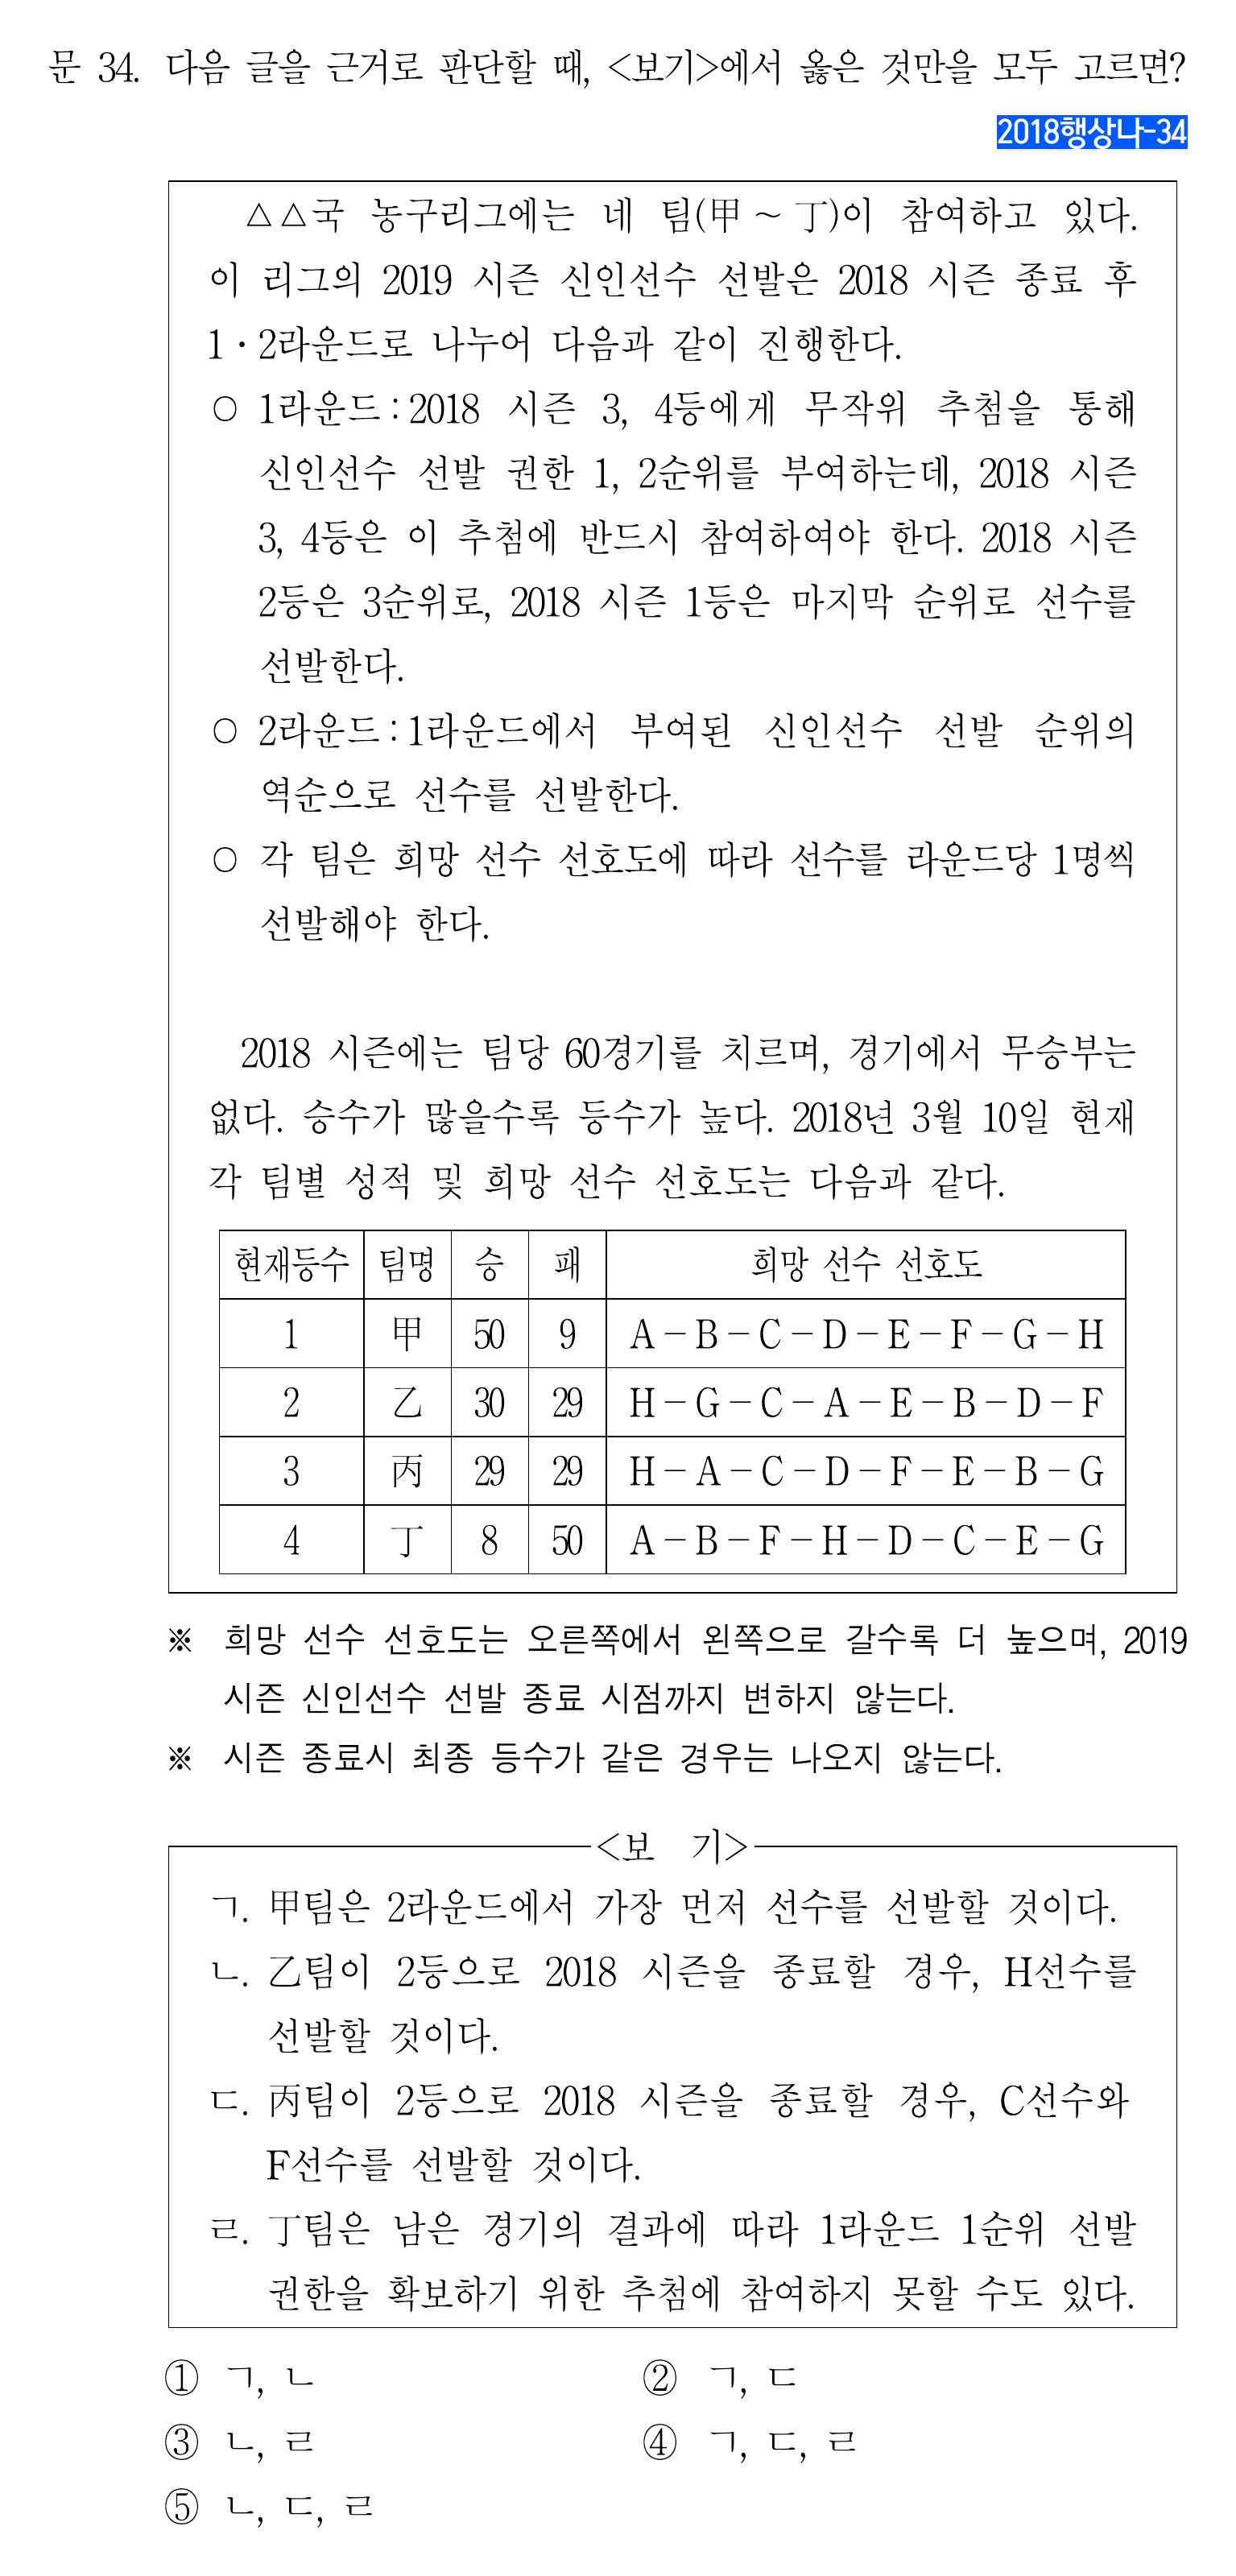 문 34. 다음 글을 근거로 판단할 때, <보기>에서 옳은 것만을 모두 고르면?
2018행상나-34
△△국 농구리그에는 네 팀(甲 ~ 丁)이 참여하고 있다.
이 리그의 2019 시즌 신인선수 선발은 2018 시즌 종료 후
1・2라운드로 나누어 다음과 같이 진행한다.
○ 1라운드 : 2018 시즌 3, 4등에게 무작위 추첨을 통해
신인선수 선발 권한 1, 2순위를 부여하는데, 2018 시즌
3, 4등은 이 추첨에 반드시 참여하여야 한다. 2018 시즌
2등은 3순위로, 2018 시즌 1등은 마지막 순위로 선수를
선발한다.
○ 2라운드 : 1라운드에서 부여된 신인선수 선발 순위의
역순으로 선수를 선발한다.
○ 각 팀은 희망 선수 선호도에 따라 선수를 라운드당 1명씩
선발해야 한다.
2018 시즌에는 팀당 60경기를 치르며, 경기에서 무승부는
없다. 승수가 많을수록 등수가 높다. 2018년 3월 10일 현재
각 팀별 성적 및 희망 선수 선호도는 다음과 같다.
현재등수 팀명 승 패 희망 선수 선호도
1 甲 50 9 A－B－C－D－E－F－G－H
2 乙 30 29 H－G－C－A－E－B－D－F
3 丙 29 29 H－A－C－D－F－E－B－G
4 丁 8 50 A－B－F－H－D－C－E－G
※ 희망 선수 선호도는 오른쪽에서 왼쪽으로 갈수록 더 높으며, 2019
시즌 신인선수 선발 종료 시점까지 변하지 않는다.
※ 시즌 종료시 최종 등수가 같은 경우는 나오지 않는다.
<보 기>
ㄱ. 甲팀은 2라운드에서 가장 먼저 선수를 선발할 것이다.
ㄴ. 乙팀이 2등으로 2018 시즌을 종료할 경우, H선수를
선발할 것이다.
ㄷ. 丙팀이 2등으로 2018 시즌을 종료할 경우, C선수와
F선수를 선발할 것이다.
ㄹ. 丁팀은 남은 경기의 결과에 따라 1라운드 1순위 선발
권한을 확보하기 위한 추첨에 참여하지 못할 수도 있다.
① ㄱ, ㄴ ② ㄱ, ㄷ
③ ㄴ, ㄹ ④ ㄱ, ㄷ, ㄹ
⑤ ㄴ, ㄷ, ㄹ